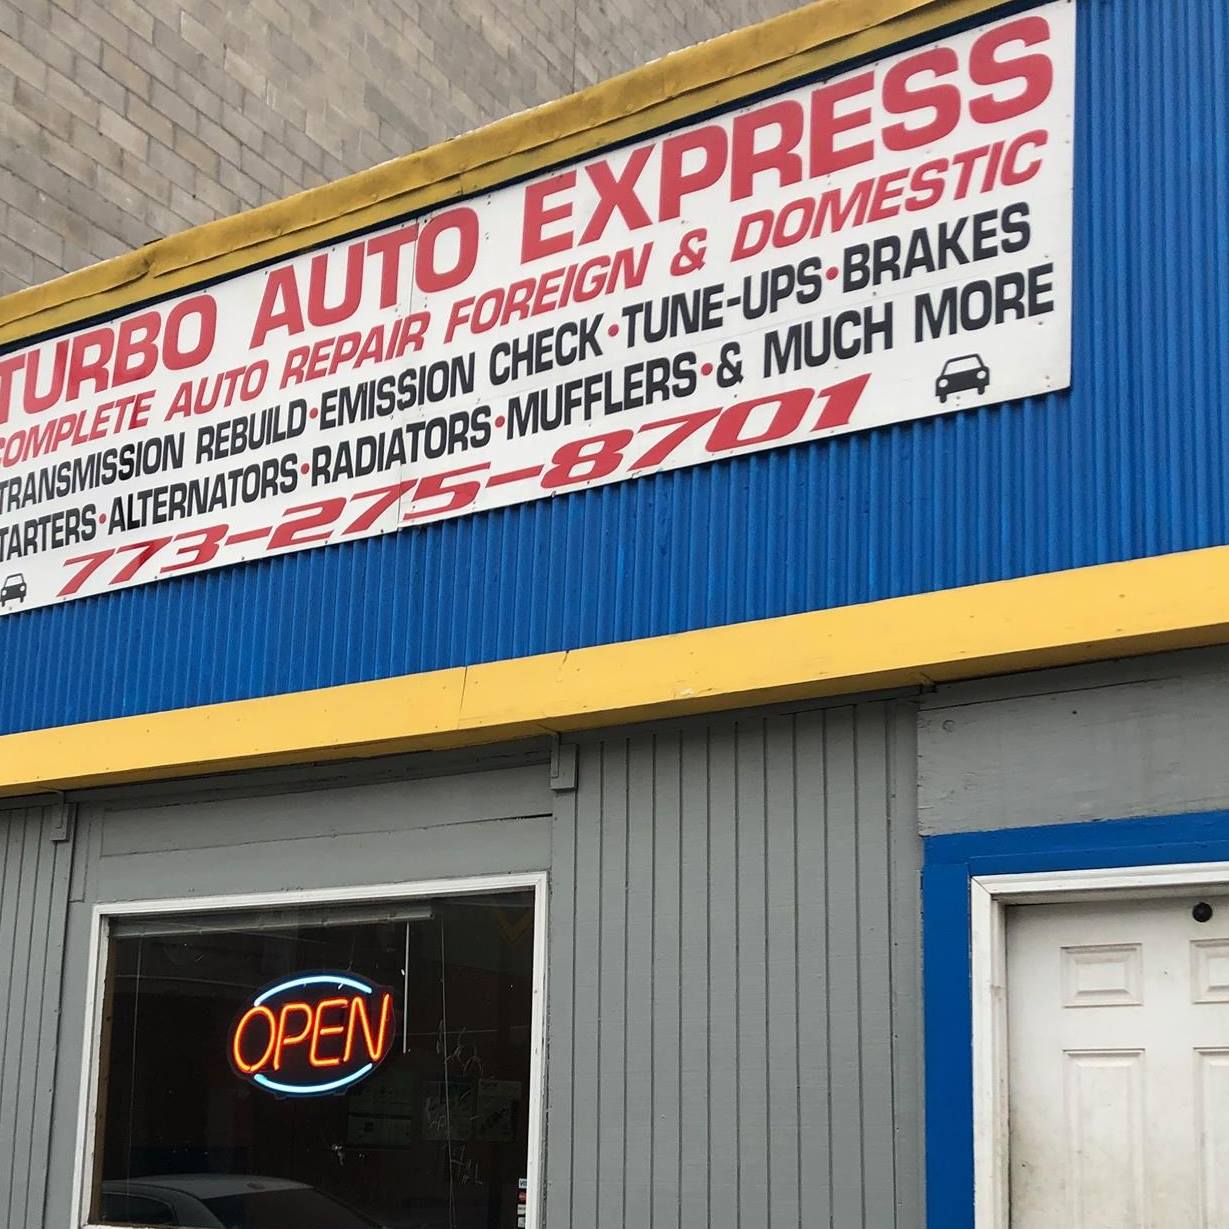 TURBO AUTO EXPRESS
COMPLETE AUTO REPAIR FOREIGN & DOMESTIC
TRANSMISSION REBUILD•EMISSION CHECK•TUNE-UPS•BRAKES
TARTERS•ALTERNATORS•RADIATORS•MUFFLERS•& MUCH MORE
773-275-8701
OPEN